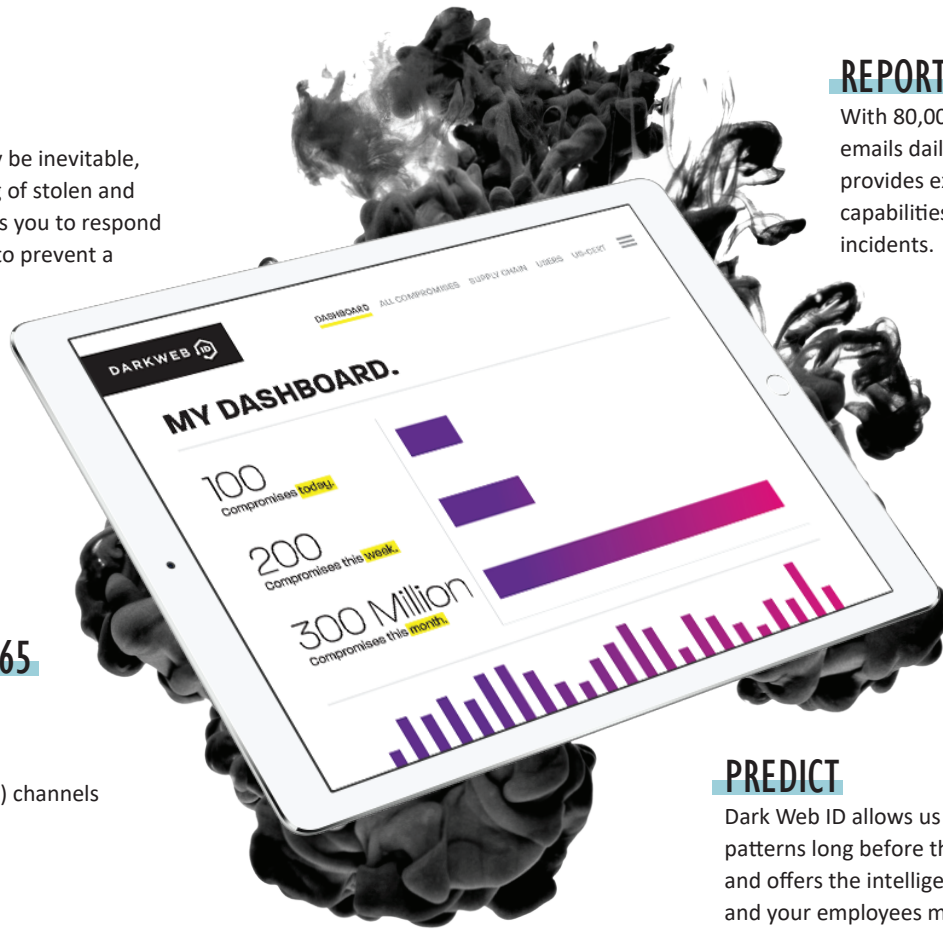 be inevitable,
of stolen and
you to respond
to prevent a
REPORT
With 80,00
emails dail
provides
capabilities
incidents.
DASHBOARD ALL COMPROMISES SUPPLY CHAIN USERS US-CERT
DARKWEB ID
MY DASHBOARD.
100
Compromises today.
200
Compromises this week.
300 Million
Compromises this month.
65
) channels
PREDICT
Dark Web ID allows us
patterns long before th
and offers the intellige
and your employees m